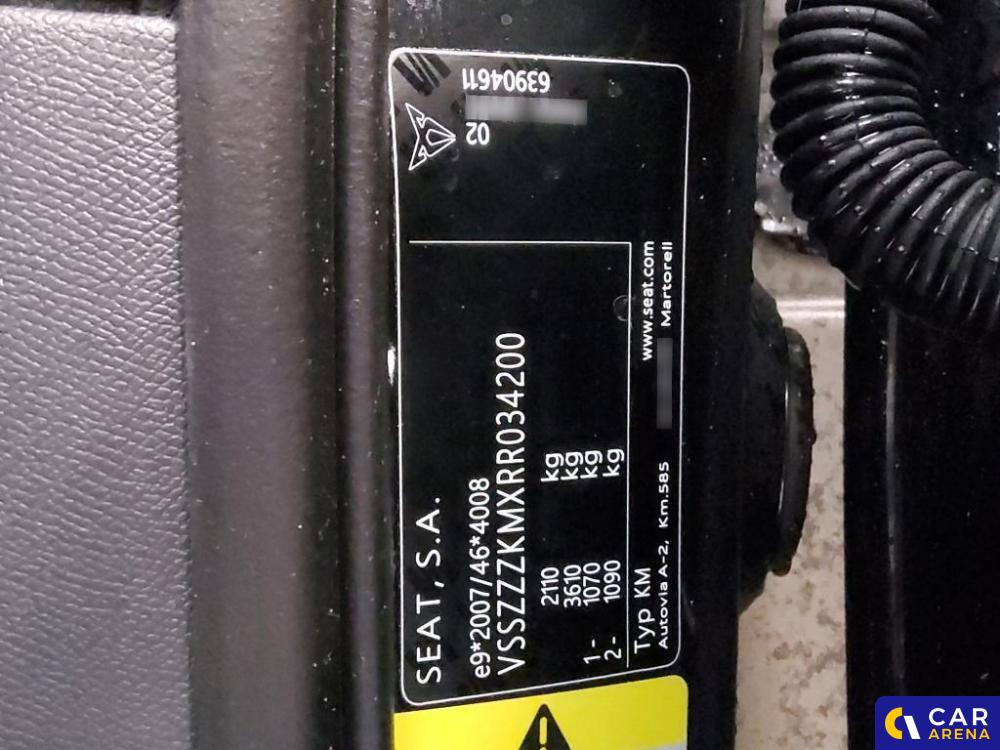 SEAT, S.A.
e9*2007/46*4008
VSSZZZKMXRR034200
2110 kg
3610 kg
1- 1070 kg
2- 1090 kg
Typ KM
www.seat.com
Autovia A-2, Km.585 Martorell
63904611
02
CAR
ARENA